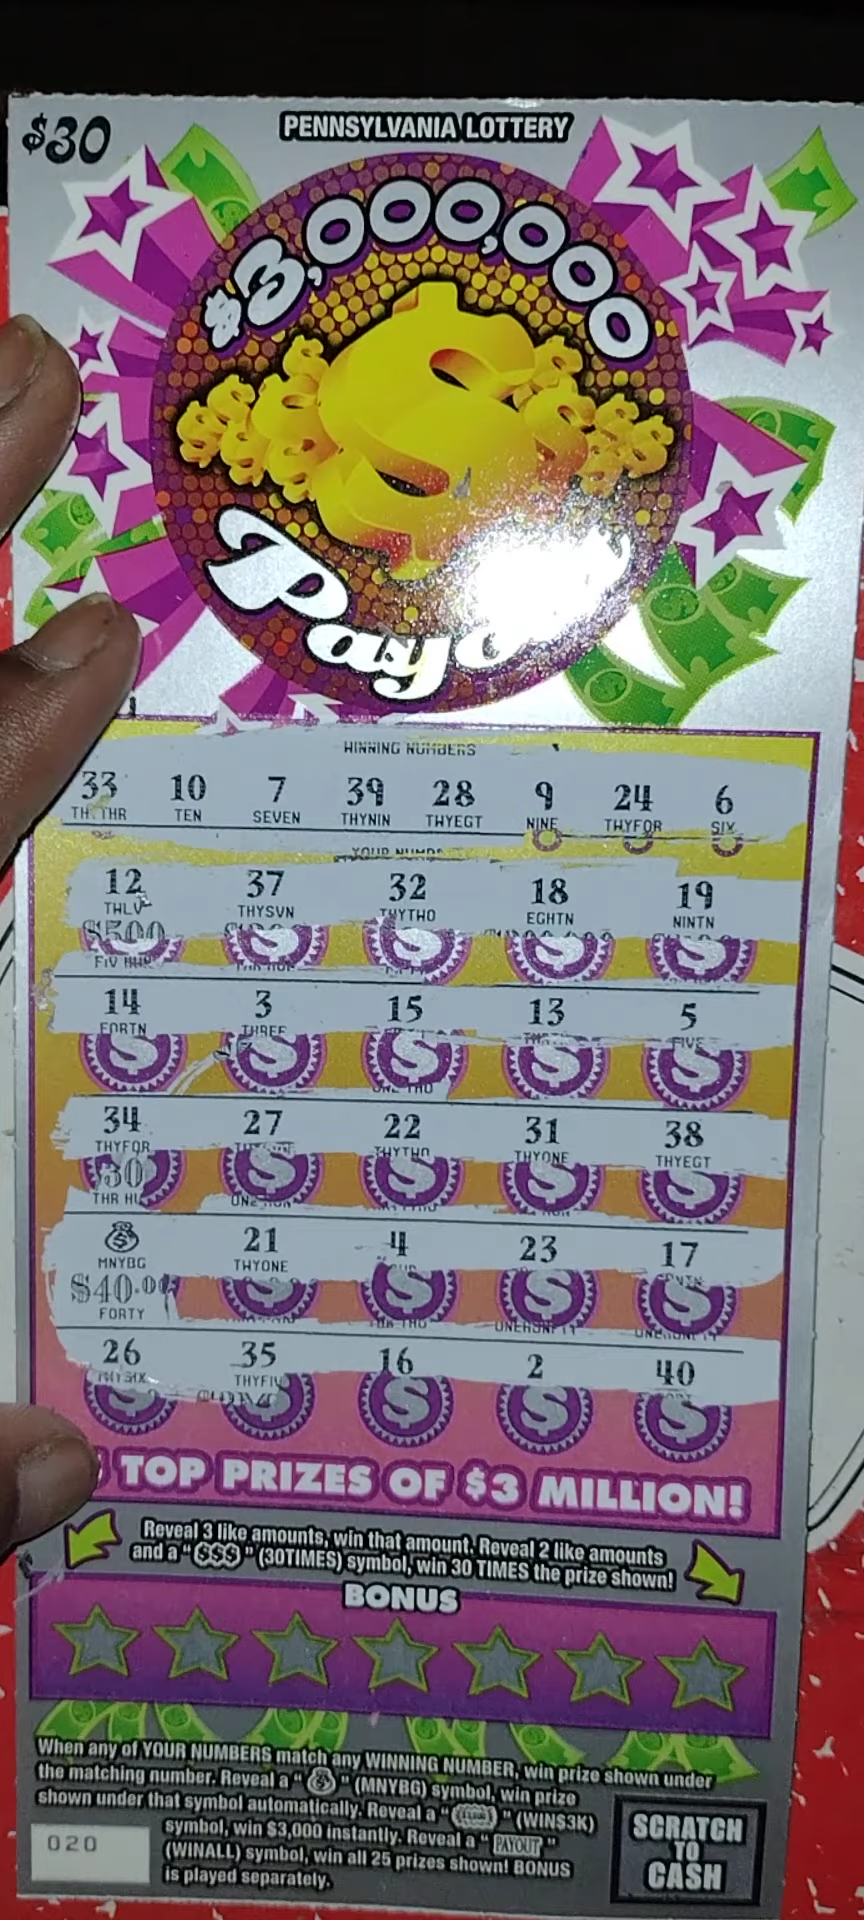 $30
PENNSYLVANIA LOTTERY
$3,000,000
WINNING NUMBERS
33 10 7 39 28 9 24 6
TEN SEVEN THYNIN THYEGT NINE THYFOR SIX
12 37 32 18 19
THYSVN THYTHO EGHTN NINTN
$500
14 3 15 13 5
FORTN THREE FIVE
34 27 22 31 38
THYFOR THYTHO THYONE THYEGT
21 4 23 17
MNYBG THYONE
$40.00
FORTY
26 35 16 2 40
THYSIX THYFIV
TOP PRIZES OF $3 MILLION!
Reveal 3 like amounts, win that amount. Reveal 2 like amounts
and a "$$$" (30TIMES) symbol, win 30 TIMES the prize shown!
BONUS
When any of YOUR NUMBERS match any WINNING NUMBER, win prize shown under
the matching number. Reveal a " " (MNYBG) symbol, win prize
shown under that symbol automatically. Reveal a " " (WIN$3K)
symbol, win $3,000 instantly. Reveal a "PAYOUT"
(WINALL) symbol, win all 25 prizes shown! BONUS
is played separately.
020
SCRATCH
TO
CASH